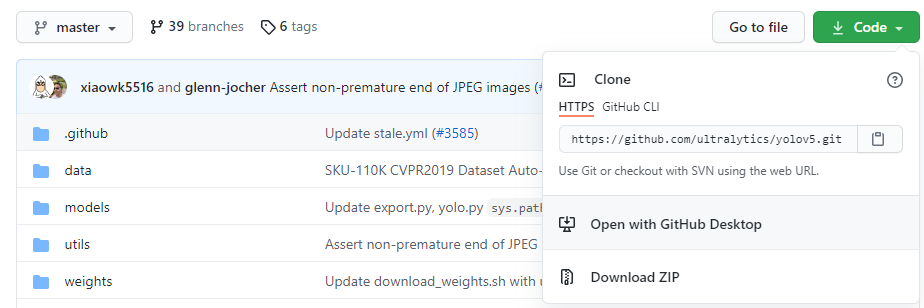 master 39 branches 6 tags Go to file Code
Clone
xiaowk5516 and glenn-jocher Assert non-premature end of JPEG images (#
HTTPS GitHub CLI
.github Update stale.yml (#3585)
https://github.com/ultralytics/yolov5.git
data SKU-110K CVPR2019 Dataset Auto-
Use Git or checkout with SVN using the web URL.
models Update export.py, yolo.py sys.path
Open with GitHub Desktop
utils Assert non-premature end of JPEG
Download ZIP
weights Update download_weights.sh with